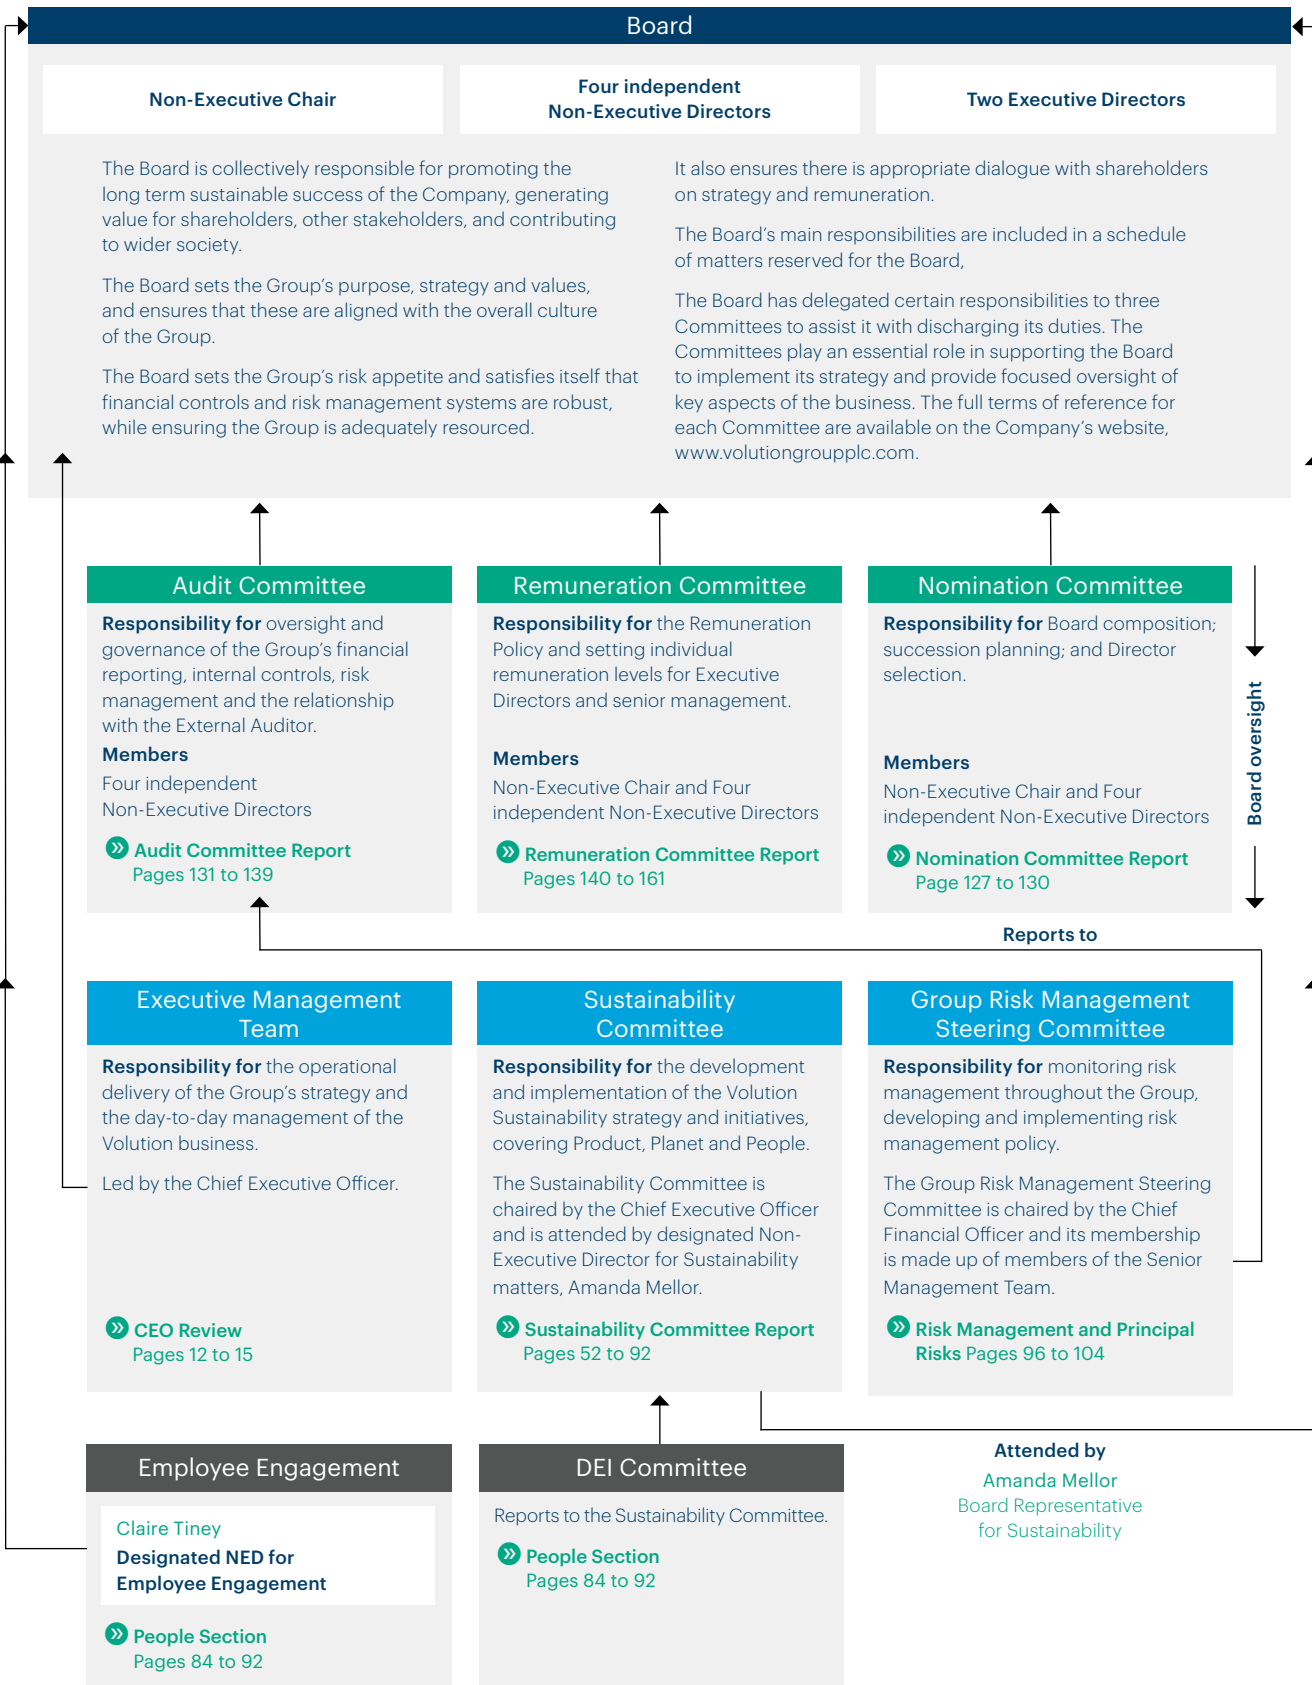 Board
Non-Executive Chair
Four independent
Non-Executive Directors
Two Executive Directors
The Board is collectively responsible for promoting the
long term sustainable success of the Company, generating
value for shareholders, other stakeholders, and contributing
to wider society.
The Board sets the Group's purpose, strategy and values,
and ensures that these are aligned with the overall culture
of the Group.
The Board sets the Group's risk appetite and satisfies itself that
financial controls and risk management systems are robust,
while ensuring the Group is adequately resourced.
It also ensures there is appropriate dialogue with shareholders
on strategy and remuneration.
The Board's main responsibilities are included in a schedule
of matters reserved for the Board,
The Board has delegated certain responsibilities to three
Committees to assist it with discharging its duties. The
Committees play an essential role in supporting the Board
to implement its strategy and provide focused oversight of
key aspects of the business. The full terms of reference for
each Committee are available on the Company's website,
www.volutiongroupplc.com.
Audit Committee
Responsibility for oversight and
governance of the Group's financial
reporting, internal controls, risk
management and the relationship
with the External Auditor.
Members
Four independent
Non-Executive Directors
Audit Committee Report
Pages 131 to 139
Remuneration Committee
Responsibility for the Remuneration
Policy and setting individual
remuneration levels for Executive
Directors and senior management.
Members
Non-Executive Chair and Four
independent Non-Executive Directors
Remuneration Committee Report
Pages 140 to 161
Nomination Committee
Responsibility for Board composition;
succession planning; and Director
selection.
Members
Non-Executive Chair and Four
independent Non-Executive Directors
Nomination Committee Report
Page 127 to 130
Board oversight
Reports to
Executive Management
Team
Responsibility for the operational
delivery of the Group's strategy and
the day-to-day management of the
Volution business.
Led by the Chief Executive Officer.
CEO Review
Pages 12 to 15
Sustainability
Committee
Responsibility for the development
and implementation of the Volution
Sustainability strategy and initiatives,
covering Product, Planet and People.
The Sustainability Committee is
chaired by the Chief Executive Officer
and is attended by designated Non-
Executive Director for Sustainability
matters, Amanda Mellor.
Sustainability Committee Report
Pages 52 to 92
Group Risk Management
Steering Committee
Responsibility for monitoring risk
management throughout the Group,
developing and implementing risk
management policy.
The Group Risk Management Steering
Committee is chaired by the Chief
Financial Officer and its membership
is made up of members of the Senior
Management Team.
Risk Management and Principal
Risks Pages 96 to 104
Employee Engagement
Claire Tiney
Designated NED for
Employee Engagement
People Section
Pages 84 to 92
DEI Committee
Reports to the Sustainability Committee.
People Section
Pages 84 to 92
Attended by
Amanda Mellor
Board Representative
for Sustainability